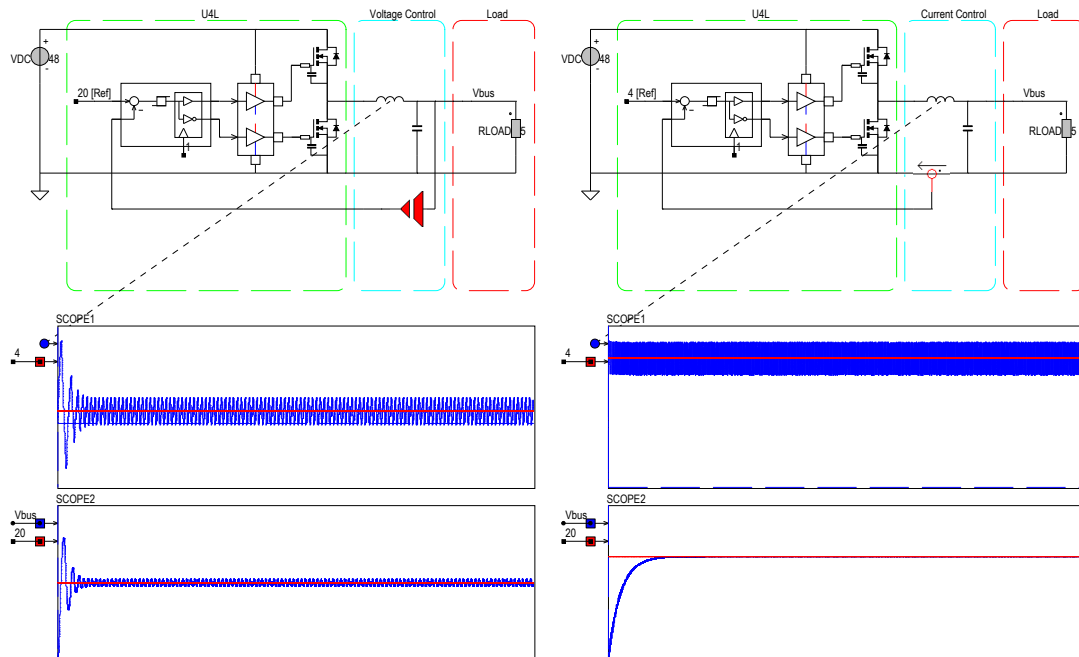 U4L Voltage Control Load
VDC 48
+
-
20 [Ref]
-
1
Vbus
RLOAD 5
SCOPE1
4
SCOPE2
Vbus
20
U4L Current Control Load
VDC 48
+
-
4 [Ref]
-
1
Vbus
RLOAD 5
SCOPE1
4
SCOPE2
Vbus
20